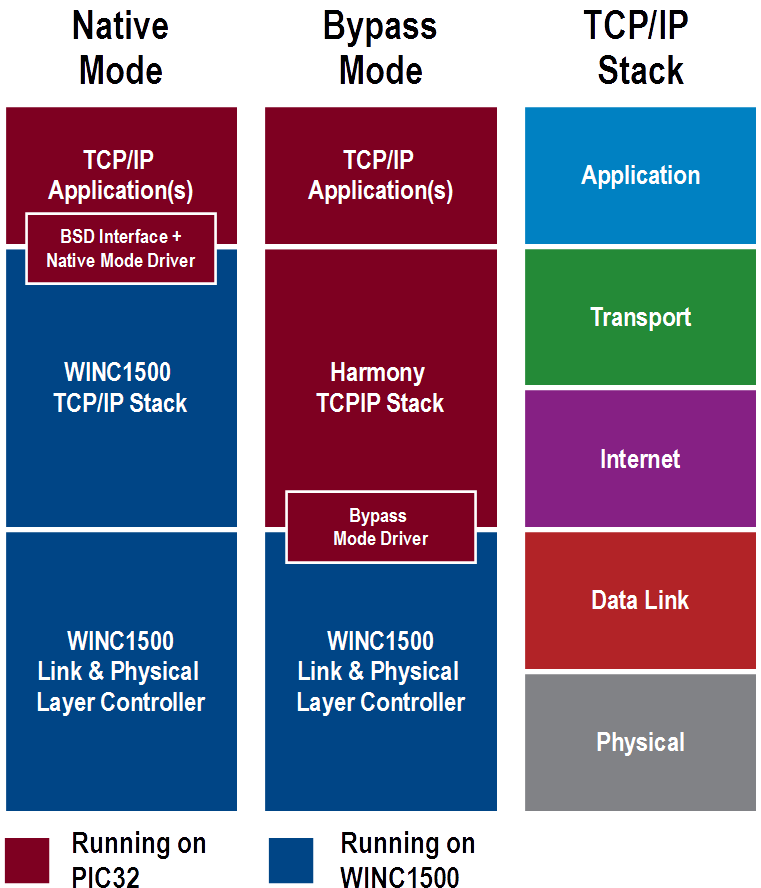 Native
Mode
Bypass
Mode
TCP/IP
Stack
TCP/IP
Application(s)
BSD Interface +
Native Mode Driver
WINC1500
TCP/IP Stack
WINC1500
Link & Physical
Layer Controller
TCP/IP
Application(s)
Harmony
TCPIP Stack
Bypass
Mode Driver
WINC1500
Link & Physical
Layer Controller
Application
Transport
Internet
Data Link
Physical
Running on
PIC32
Running on
WINC1500